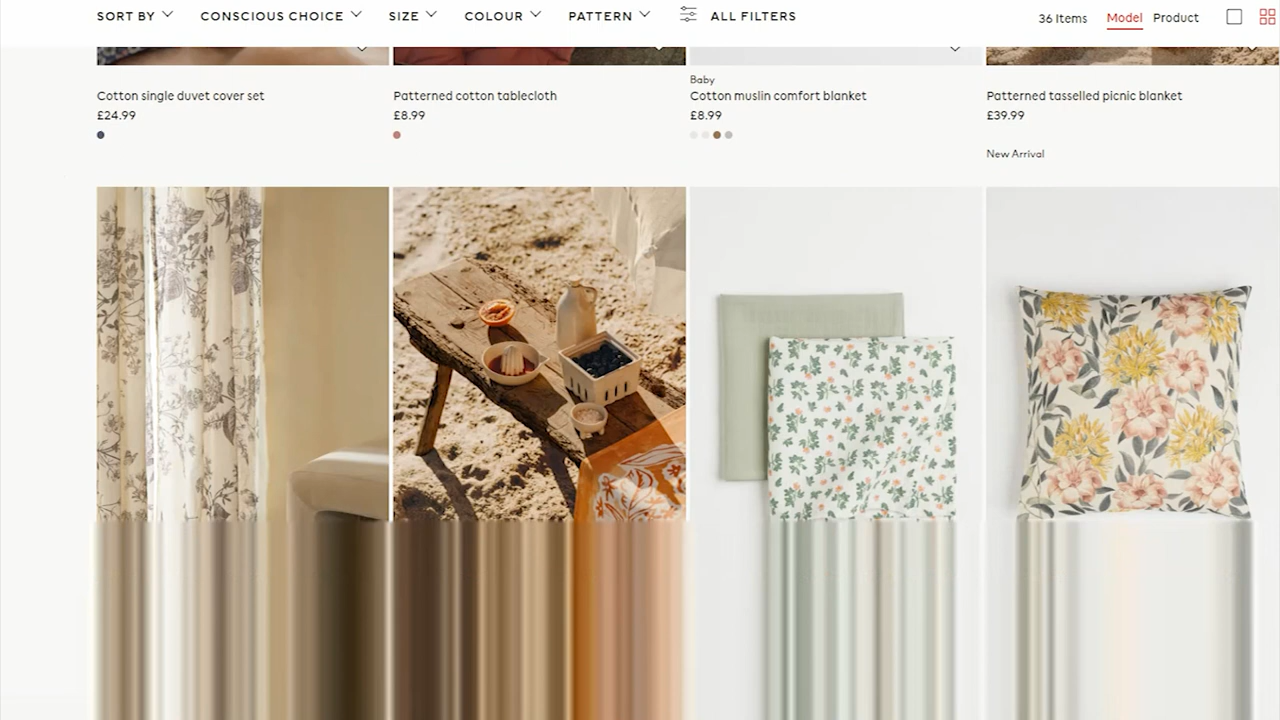 SORT BY CONSCIOUS CHOICE SIZE COLOUR PATTERN ALL FILTERS 36 Items Model Product
Cotton single duvet cover set
£24.99
Patterned cotton tablecloth
£8.99
Baby
Cotton muslin comfort blanket
£8.99
Patterned tasselled picnic blanket
£39.99
New Arrival